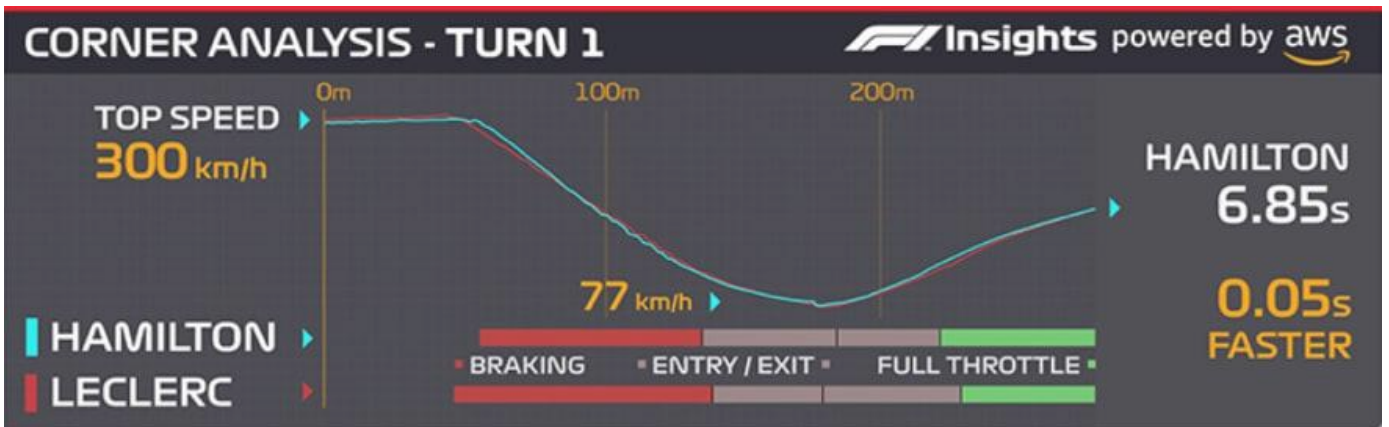 CORNER ANALYSIS - TURN 1
F1 Insights powered by aws
0m 100m 200m
TOP SPEED
300 km/h
HAMILTON
6.85s
77 km/h
0.05s
FASTER
HAMILTON
BRAKING ENTRY / EXIT FULL THROTTLE
LECLERC